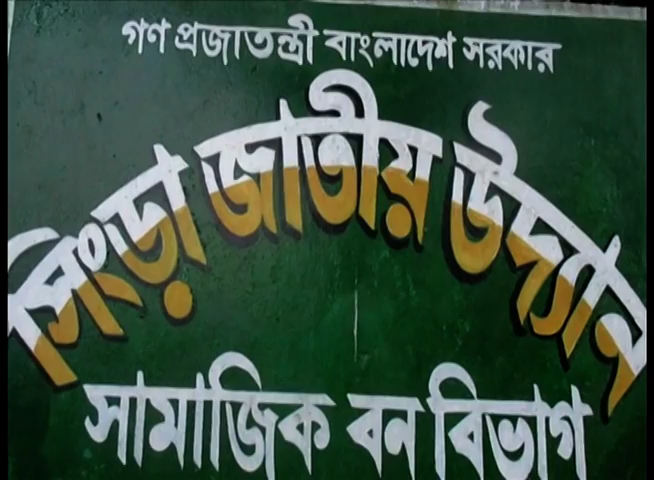 গণ প্রজাতন্ত্রী বাংলাদেশ সরকার
সিংড়া জাতীয় উদ্যান
সামাজিক বন বিভাগ